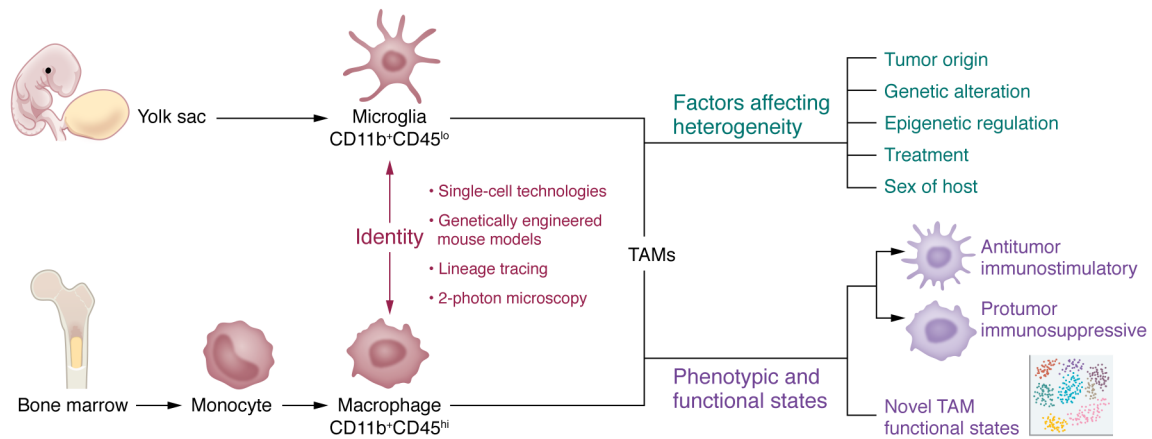 Yolk sac
Microglia
CD11b⁺CD45ˡᵒ
Identity
• Single-cell technologies
• Genetically engineered
mouse models
• Lineage tracing
• 2-photon microscopy
Bone marrow
Monocyte
Macrophage
CD11b⁺CD45ʰⁱ
TAMs
Factors affecting
heterogeneity
Tumor origin
Genetic alteration
Epigenetic regulation
Treatment
Sex of host
Phenotypic and
functional states
Antitumor
immunostimulatory
Protumor
immunosuppressive
Novel TAM
functional states